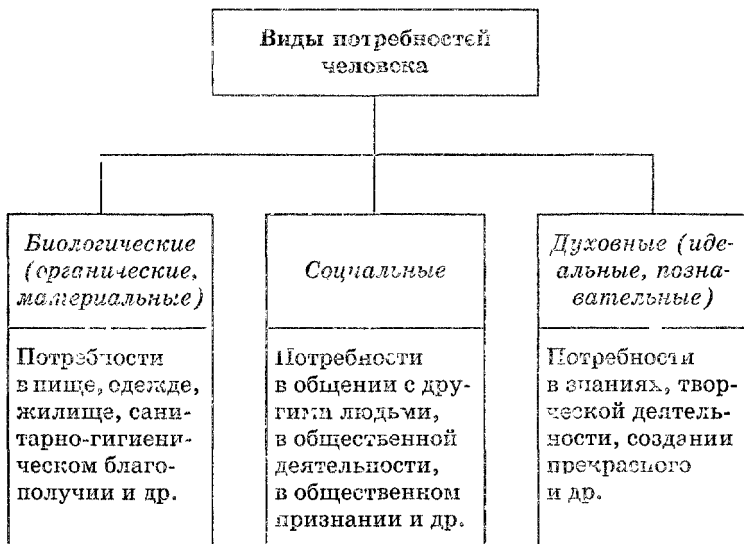 Виды потребностей
человека
Биологические
(органические,
материальные)
Потребности
в пище, одежде,
жилище, сани-
тарно-гигиени-
ческом благо-
получии и др.
Социальные
Потребности
в общении с дру-
гими людьми,
в общественной
деятельности,
в общественном
признании и др.
Духовные (иде-
альные, позна-
вательные)
Потребности
в знаниях, твор-
ческой деятель-
ности, создании
прекрасного
и др.